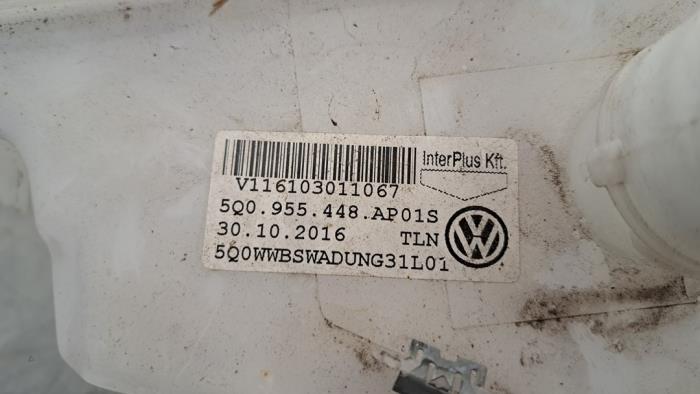 InterPlus Kft.
V116103011067
5Q0.955.448.AP01S
30.10.2016 TLN
5Q0WWBSWADUNG31L01